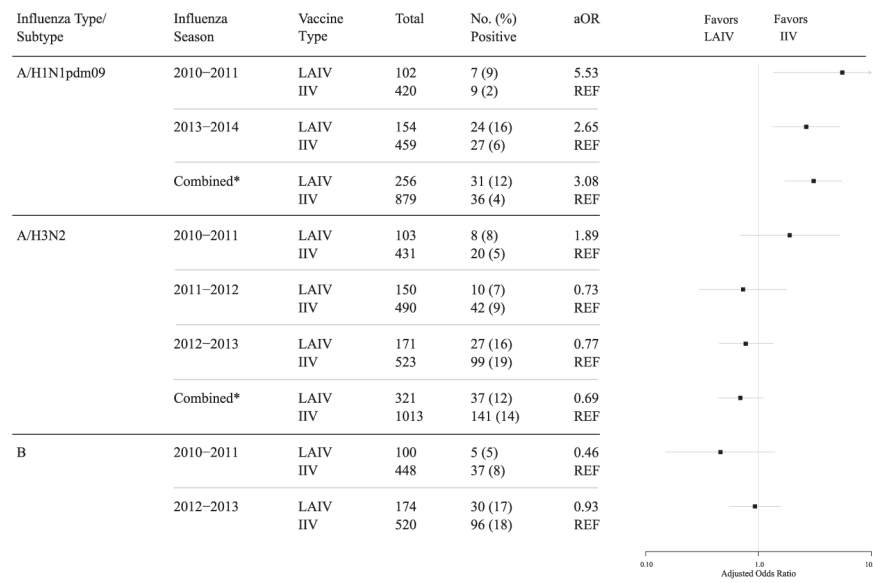 Influenza Type/ Influenza Vaccine Total No. (%) aOR Favors Favors
Subtype Season Type Positive LAIV IIV
A/H1N1pdm09 2010−2011 LAIV 102 7 (9) 5.53
IIV 420 9 (2) REF
2013−2014 LAIV 154 24 (16) 2.65
IIV 459 27 (6) REF
Combined* LAIV 256 31 (12) 3.08
IIV 879 36 (4) REF
A/H3N2 2010−2011 LAIV 103 8 (8) 1.89
IIV 431 20 (5) REF
2011−2012 LAIV 150 10 (7) 0.73
IIV 490 42 (9) REF
2012−2013 LAIV 171 27 (16) 0.77
IIV 523 99 (19) REF
Combined* LAIV 321 37 (12) 0.69
IIV 1013 141 (14) REF
B 2010−2011 LAIV 100 5 (5) 0.46
IIV 448 37 (8) REF
2012−2013 LAIV 174 30 (17) 0.93
IIV 520 96 (18) REF
0.10 1.0 10.
Adjusted Odds Ratio